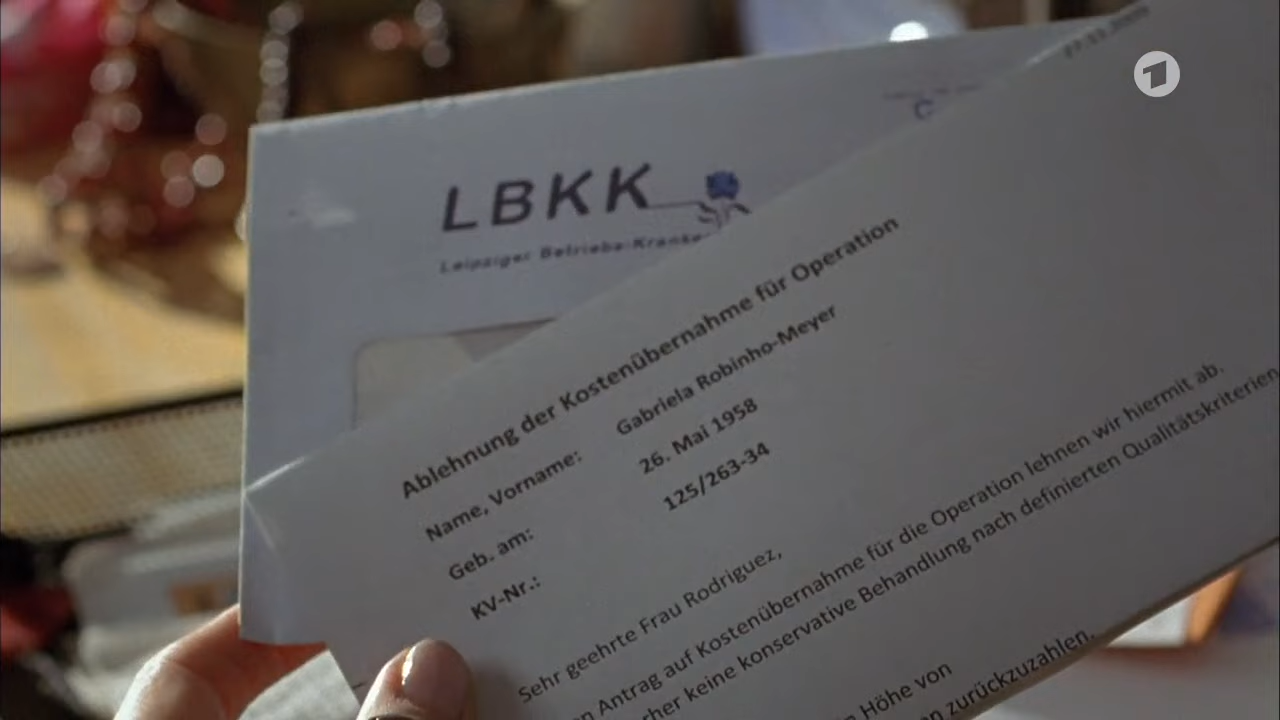 1
LBKK
Leipziger Betriebs-Kranke
Ablehnung der Kostenübernahme für Operation
Name, Vorname: Gabriela Robinho-Meyer
Geb. am: 26. Mai 1958
KV-Nr.: 125/263-34
Sehr geehrte Frau Rodriguez,
n Antrag auf Kostenübernahme für die Operation lehnen wir hiermit ab.
cher keine konservative Behandlung nach definierten Qualitätskriterien
n Höhe von
n zurückzuzahlen.